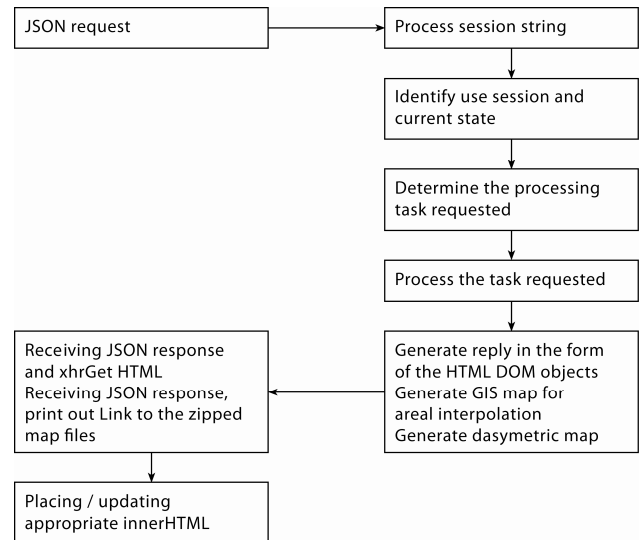 JSON request
Process session string
Identify use session and
current state
Determine the processing
task requested
Process the task requested
Generate reply in the form
of the HTML DOM objects
Generate GIS map for
areal interpolation
Generate dasymetric map
Receiving JSON response
and xhrGet HTML
Receiving JSON response,
print out Link to the zipped
map files
Placing / updating
appropriate innerHTML